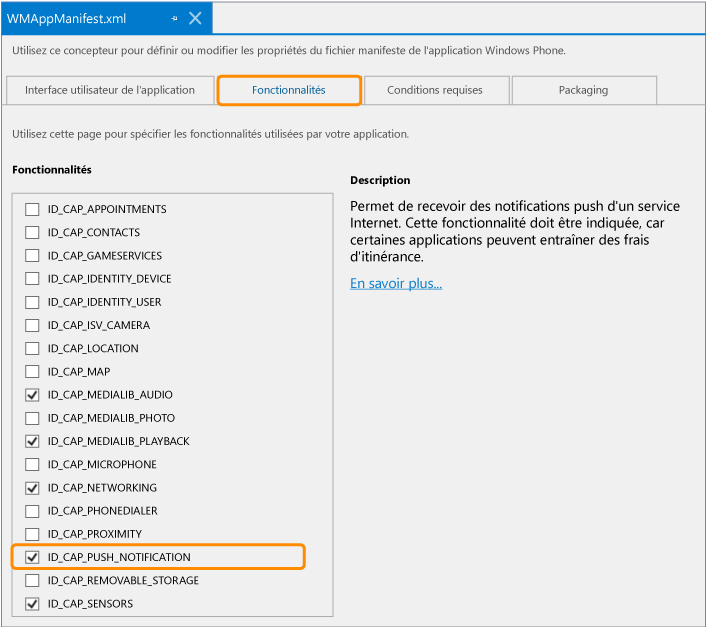 WMAppManifest.xml
Utilisez ce concepteur pour définir ou modifier les propriétés du fichier manifeste de l'application Windows Phone.
Interface utilisateur de l'application
Fonctionnalités
Conditions requises
Packaging
Utilisez cette page pour spécifier les fonctionnalités utilisées par votre application.
Fonctionnalités
ID_CAP_APPOINTMENTS
ID_CAP_CONTACTS
ID_CAP_GAMESERVICES
ID_CAP_IDENTITY_DEVICE
ID_CAP_IDENTITY_USER
ID_CAP_ISV_CAMERA
ID_CAP_LOCATION
ID_CAP_MAP
ID_CAP_MEDIALIB_AUDIO
ID_CAP_MEDIALIB_PHOTO
ID_CAP_MEDIALIB_PLAYBACK
ID_CAP_MICROPHONE
ID_CAP_NETWORKING
ID_CAP_PHONEDIALER
ID_CAP_PROXIMITY
ID_CAP_PUSH_NOTIFICATION
ID_CAP_REMOVABLE_STORAGE
ID_CAP_SENSORS
Description
Permet de recevoir des notifications push d'un service
Internet. Cette fonctionnalité doit être indiquée, car
certaines applications peuvent entraîner des frais
d'itinérance.
En savoir plus...